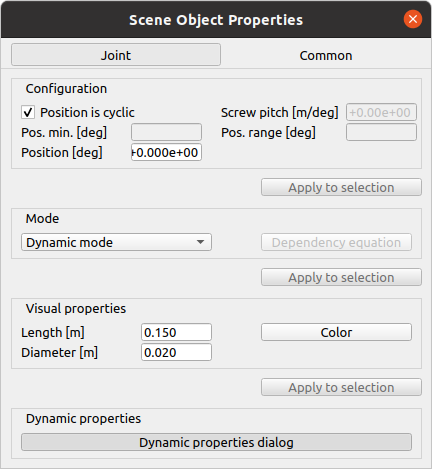 Scene Object Properties
Joint Common
Configuration
Position is cyclic Screw pitch [m/deg] +0.00e+00
Pos. min. [deg] Pos. range [deg]
Position [deg] +0.000e+00
Apply to selection
Mode
Dynamic mode Dependency equation
Apply to selection
Visual properties
Length [m] 0.150 Color
Diameter [m] 0.020
Apply to selection
Dynamic properties
Dynamic properties dialog